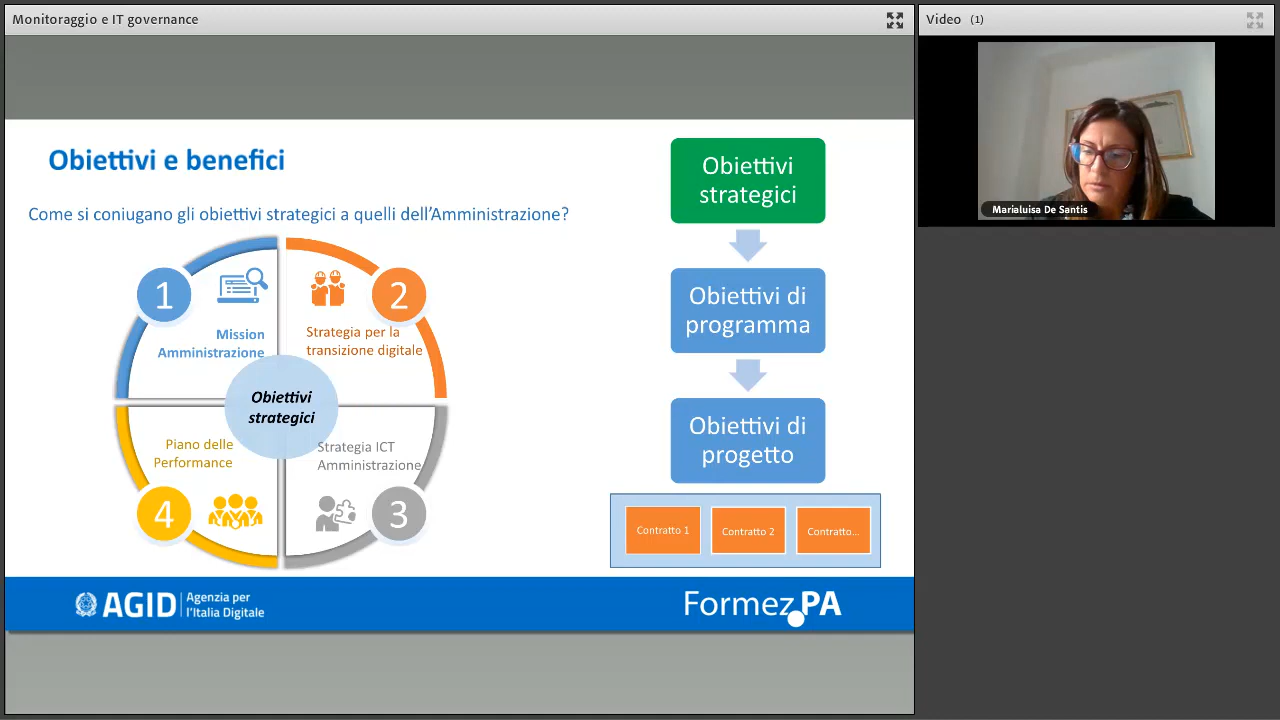 Monitoraggio e IT governance
Video (1)
Marialuisa De Santis
Obiettivi e benefici
Come si coniugano gli obiettivi strategici a quelli dell'Amministrazione?
1
Mission
Amministrazione
2
Strategia per la
transizione digitale
Obiettivi
strategici
Piano delle
Performance
4
Strategia ICT
Amministrazione
3
Obiettivi
strategici
Obiettivi di
programma
Obiettivi di
progetto
Contratto 1
Contratto 2
Contratto...
AGID
Agenzia per
l'Italia Digitale
Formez PA